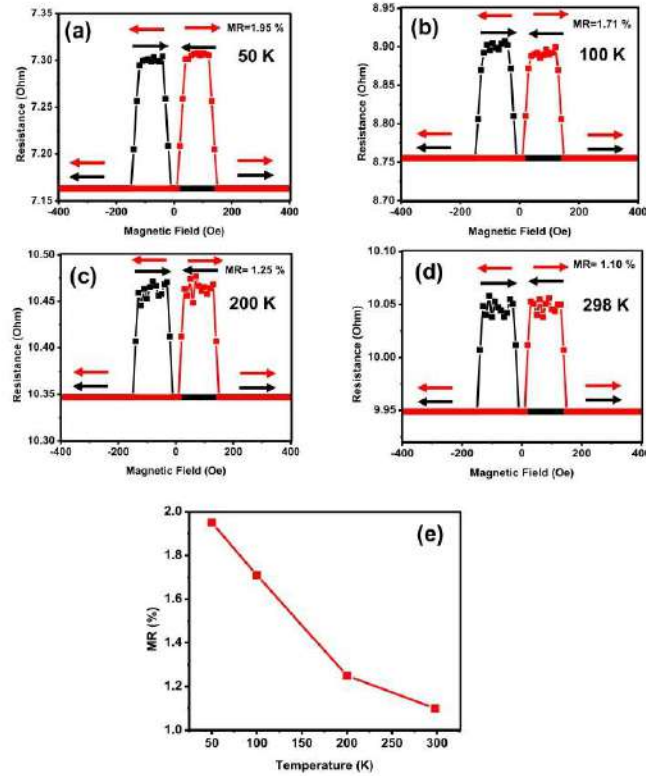 (a)
MR=1.95 %
50 K
Resistance (Ohm)
7.30
7.25
7.20
7.15
-400 -200 0 200 400
Magnetic Field (Oe)
(b)
MR=1.71 %
100 K
Resistance (Ohm)
8.95
8.90
8.85
8.80
8.75
8.70
-400 -200 0 200 400
Magnetic Field (Oe)
(c)
MR= 1.25 %
200 K
Resistance (Ohm)
10.50
10.45
10.40
10.35
10.30
-400 -200 0 200 400
Magnetic Field (Oe)
(d)
MR= 1.10 %
298 K
Resistance (Ohm)
10.10
10.05
10.00
9.95
-400 -200 0 200 400
Magnetic Field (Oe)
(e)
MR (%)
2.0
1.8
1.6
1.4
1.2
1.0
50 100 150 200 250 300
Temperature (K)